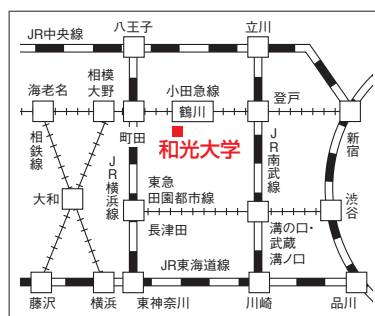 JR中央線
八王子
立川
海老名
相模
大野
小田急線
鶴川
登戸
新宿
相鉄線
町田
和光大学
JR横浜線
JR南武線
大和
東急
田園都市線
長津田
溝の口・
武蔵
溝ノ口
渋谷
JR東海道線
藤沢
横浜
東神奈川
川崎
品川